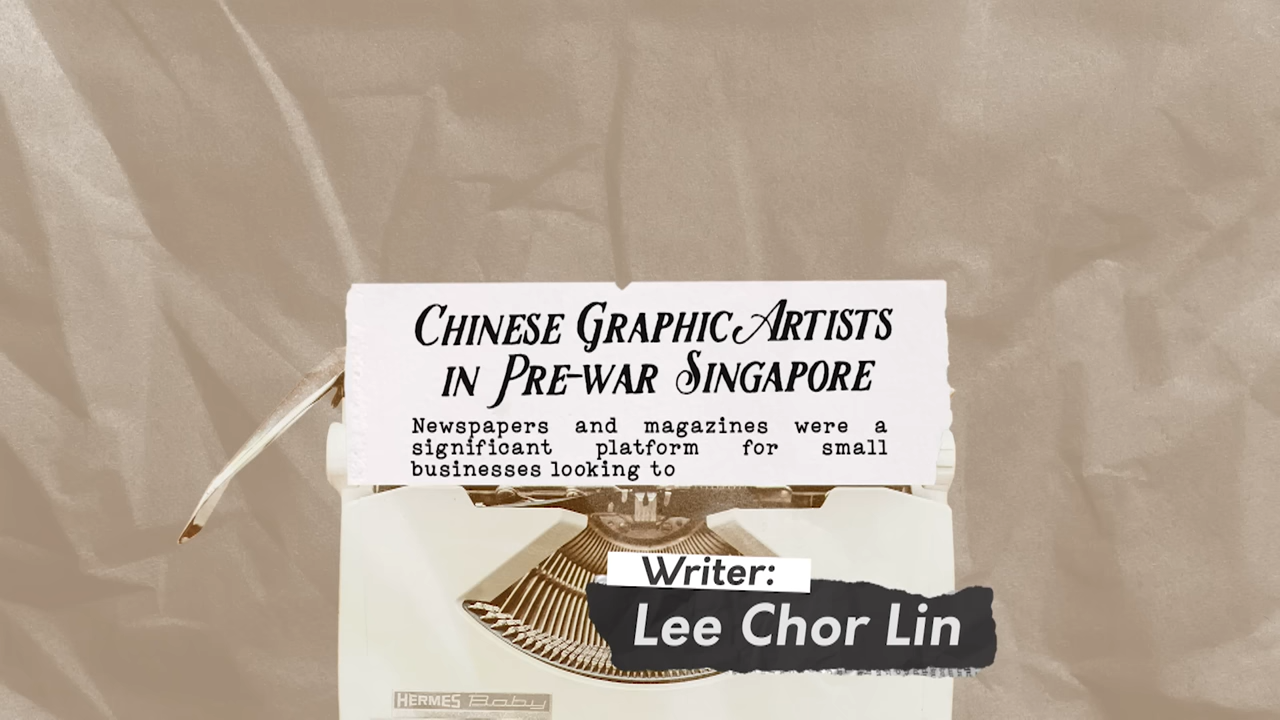 Chinese Graphic Artists
in Pre-war Singapore
Newspapers and magazines were a
significant platform for small
businesses looking to
Writer:
Lee Chor Lin
HERMES Baby